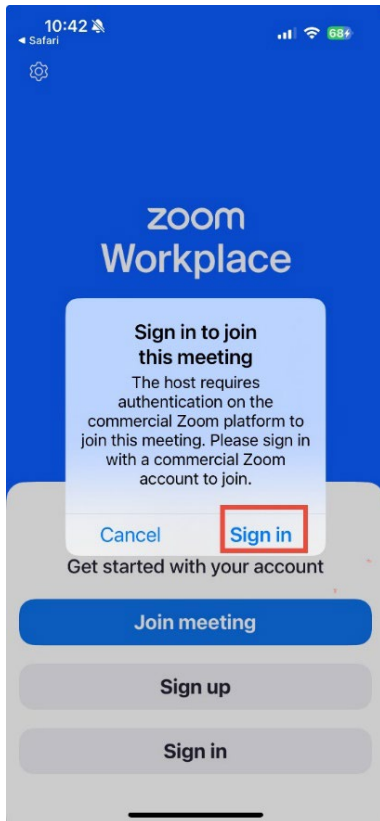 10:42
◀ Safari
68
zoom
Workplace
Sign in to join
this meeting
The host requires
authentication on the
commercial Zoom platform to
join this meeting. Please sign in
with a commercial Zoom
account to join.
Cancel
Sign in
Get started with your account
Join meeting
Sign up
Sign in